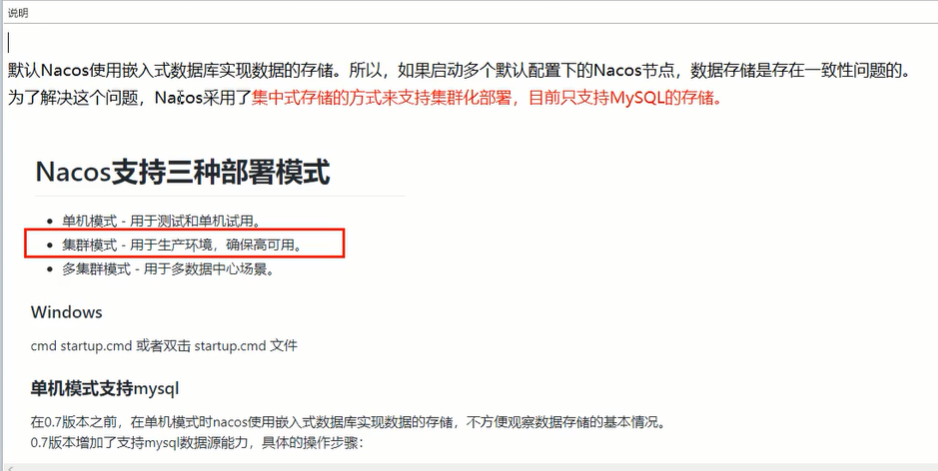 说明
默认Nacos使用嵌入式数据库实现数据的存储。所以，如果启动多个默认配置下的Nacos节点，数据存储是存在一致性问题的。
为了解决这个问题，Nacos采用了集中式存储的方式来支持集群化部署，目前只支持MySQL的存储。
Nacos支持三种部署模式
• 单机模式 - 用于测试和单机试用。
• 集群模式 - 用于生产环境，确保高可用。
• 多集群模式 - 用于多数据中心场景。
Windows
cmd startup.cmd 或者双击 startup.cmd 文件
单机模式支持mysql
在0.7版本之前，在单机模式时nacos使用嵌入式数据库实现数据的存储，不方便观察数据存储的基本情况。
0.7版本增加了支持mysql数据源能力，具体的操作步骤：